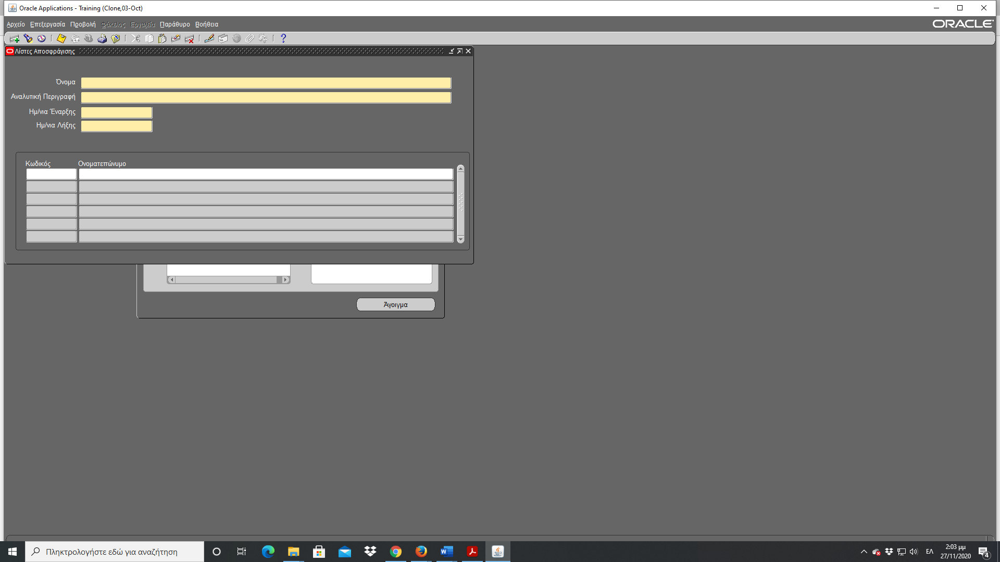 Oracle Applications - Training (Clone,03-Oct)
Αρχείο Επεξεργασία Προβολή Φάκελος Εργαλεία Παράθυρο Βοήθεια
ORACLE
Λίστες Αποσφράγισης
Όνομα
Αναλυτική Περιγραφή
Ημ/νια Έναρξης
Ημ/νια Λήξης
Κωδικός Ονοματεπώνυμο
Άνοιγμα
Πληκτρολογήστε εδώ για αναζήτηση
ΕΛ
2:03 μμ
27/11/2020
4